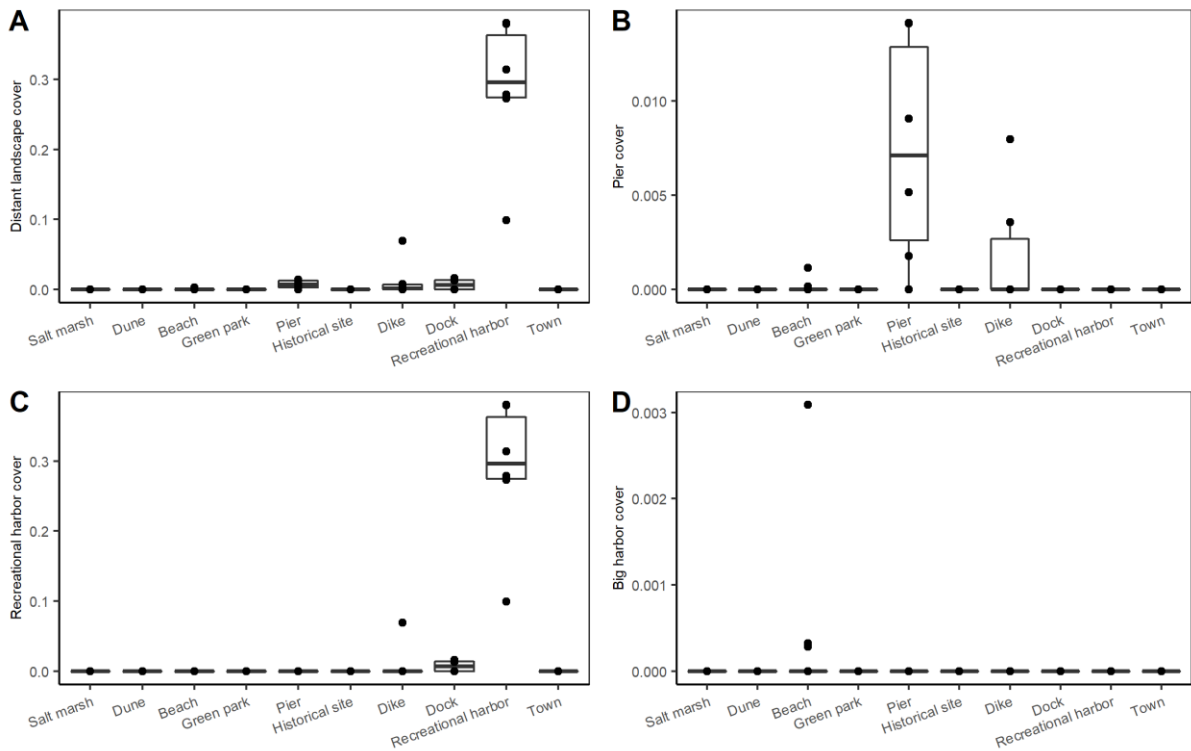 A
Distant landscape cover
0.3
0.2
0.1
0.0
Salt marsh
Dune
Beach
Green park
Pier
Historical site
Dike
Dock
Recreational harbor
Town
B
Pier cover
0.010
0.005
0.000
Salt marsh
Dune
Beach
Green park
Pier
Historical site
Dike
Dock
Recreational harbor
Town
C
Recreational harbor cover
0.3
0.2
0.1
0.0
Salt marsh
Dune
Beach
Green park
Pier
Historical site
Dike
Dock
Recreational harbor
Town
D
Big harbor cover
0.003
0.002
0.001
0.000
Salt marsh
Dune
Beach
Green park
Pier
Historical site
Dike
Dock
Recreational harbor
Town